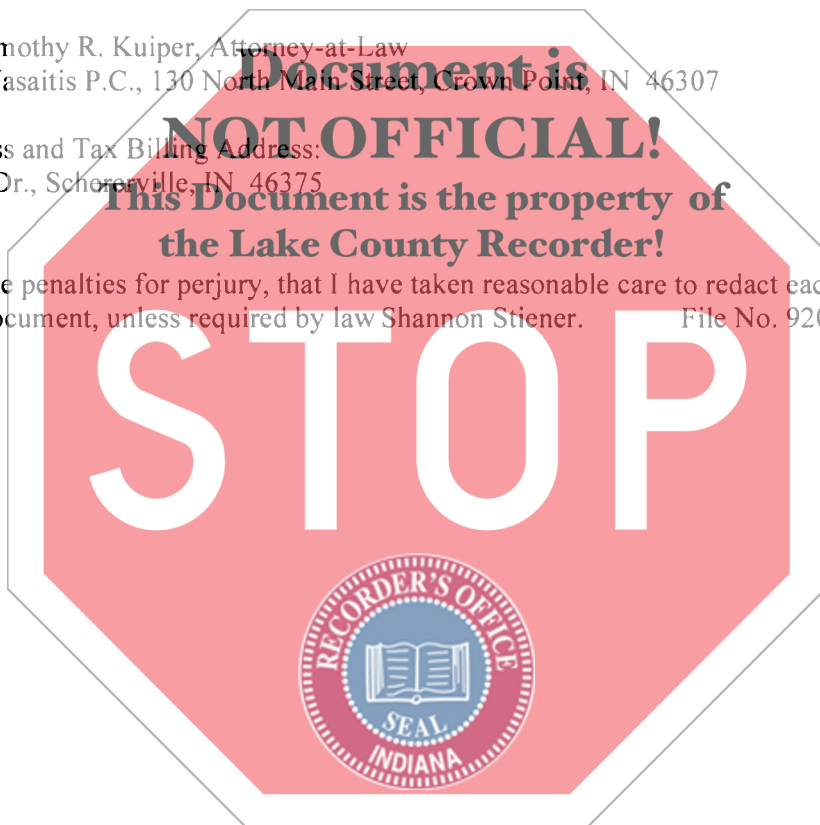 mothy R. Kuiper, Attorney-at-Law
asaitis P.C., 130 North Main Street, Crown Point, IN 46307
Document is
NOT OFFICIAL!
ss and Tax Billing Address:
Dr., Schererville, IN 46375
This Document is the property of
the Lake County Recorder!
e penalties for perjury, that I have taken reasonable care to redact eac
ocument, unless required by law Shannon Stiener. File No. 920
STOP
RECORDER'S OFFICE
SEAL
INDIANA